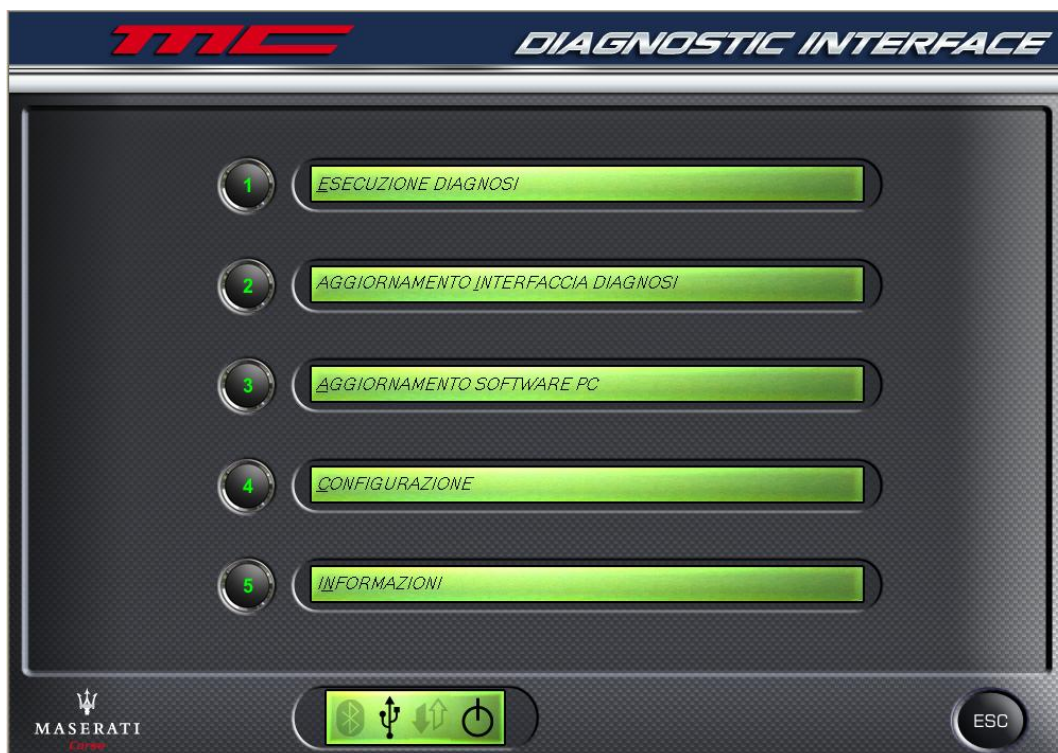 MC
DIAGNOSTIC INTERFACE
1
ESECUZIONE DIAGNOSI
2
AGGIORNAMENTO INTERFACCIA DIAGNOSI
3
AGGIORNAMENTO SOFTWARE PC
4
CONFIGURAZIONE
5
INFORMAZIONI
MASERATI
Corse
ESC